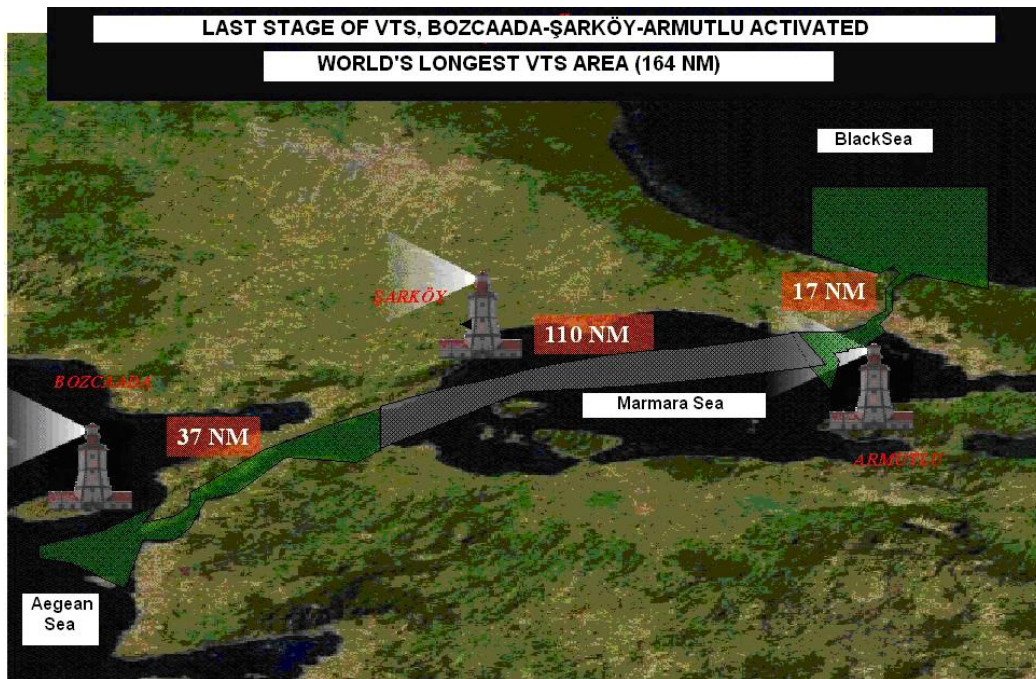 LAST STAGE OF VTS, BOZCAADA-ŞARKÖY-ARMUTLU ACTIVATED
WORLD'S LONGEST VTS AREA (164 NM)
BlackSea
17 NM
ŞARKÖY
110 NM
BOZCAADA
Marmara Sea
37 NM
ARMUTLU
Aegean
Sea